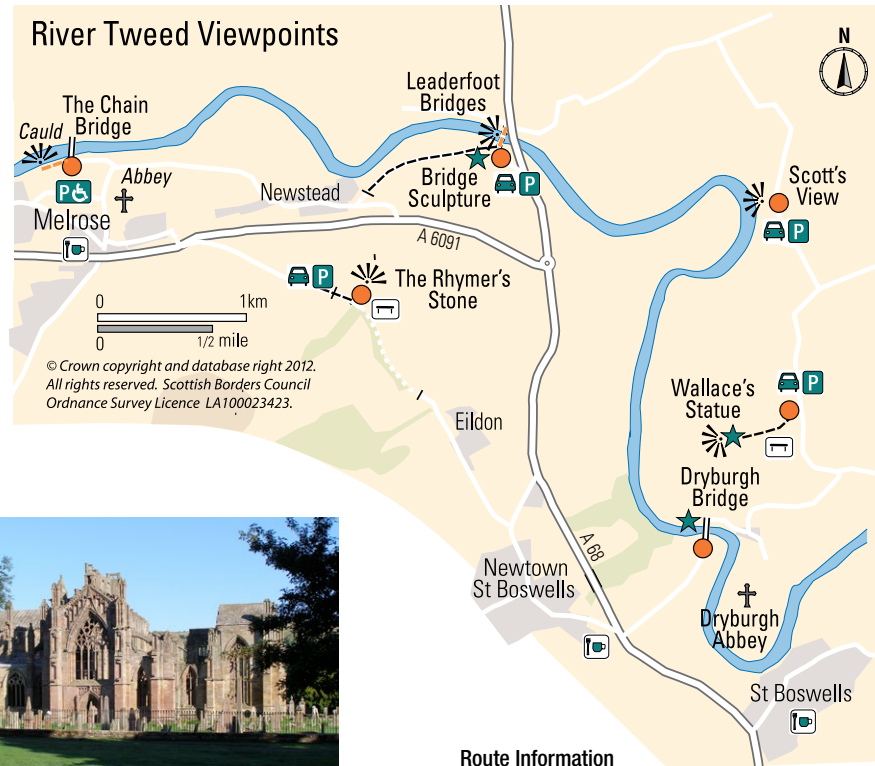 River Tweed Viewpoints
N
Leaderfoot
Bridges
The Chain
Bridge
Cauld
Abbey
P
Melrose
Newstead
Bridge
Sculpture
P
Scott's
View
P
A 6091
P
The Rhymer's
Stone
0 1km
0 1/2 mile
© Crown copyright and database right 2012.
All rights reserved. Scottish Borders Council
Ordnance Survey Licence LA100023423.
P
Wallace's
Statue
Eildon
Dryburgh
Bridge
A 68
Newtown
St Boswells
Dryburgh
Abbey
St Boswells
Route Information